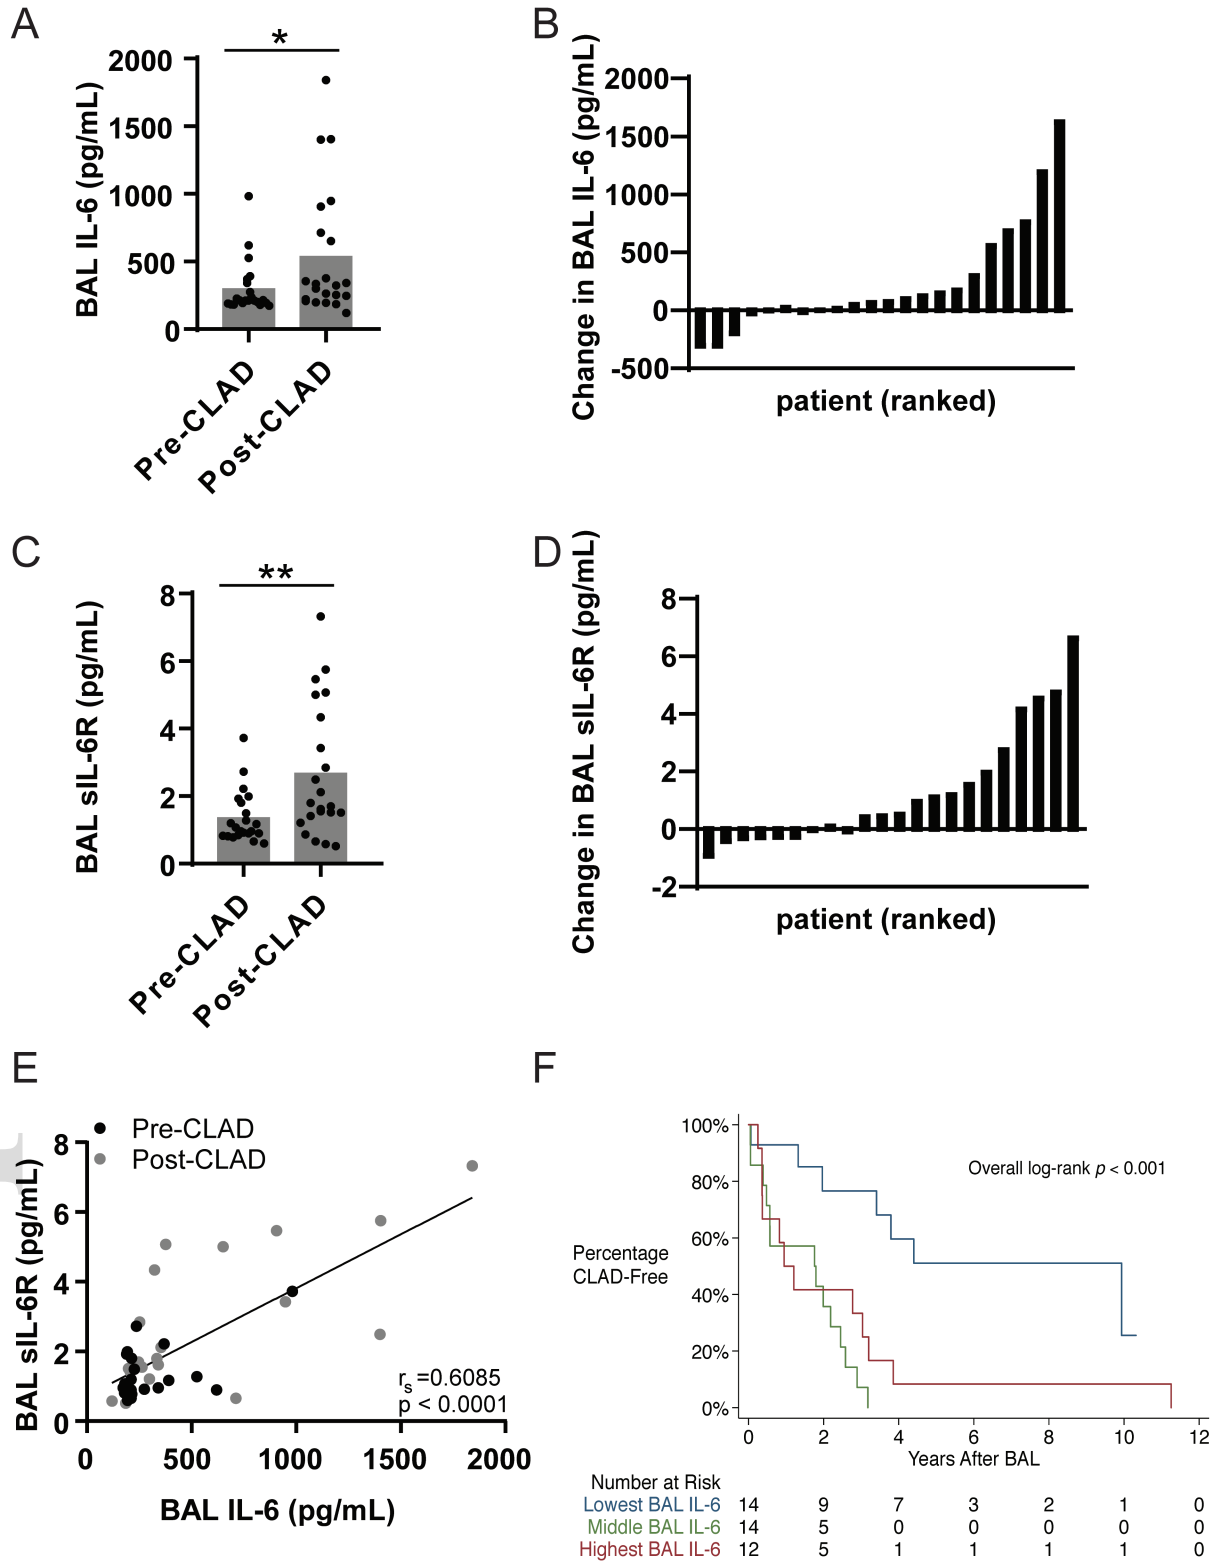 A
*
2000
1500
1000
500
0
BAL IL-6 (pg/mL)
Pre-CLAD
Post-CLAD
B
2000
1500
1000
500
0
-500
Change in BAL IL-6 (pg/mL)
patient (ranked)
C
**
8
6
4
2
0
BAL sIL-6R (pg/mL)
Pre-CLAD
Post-CLAD
D
8
6
4
2
0
-2
Change in BAL sIL-6R (pg/mL)
patient (ranked)
E
Pre-CLAD
Post-CLAD
8
6
4
2
0
BAL sIL-6R (pg/mL)
rs =0.6085
p < 0.0001
0 500 1000 1500 2000
BAL IL-6 (pg/mL)
F
100%
80%
60%
40%
20%
0%
Percentage
CLAD-Free
Overall log-rank p < 0.001
0 2 4 6 8 10 12
Years After BAL
Number at Risk
Lowest BAL IL-6 14 9 7 3 2 1 0
Middle BAL IL-6 14 5 0 0 0 0 0
Highest BAL IL-6 12 5 1 1 1 1 0